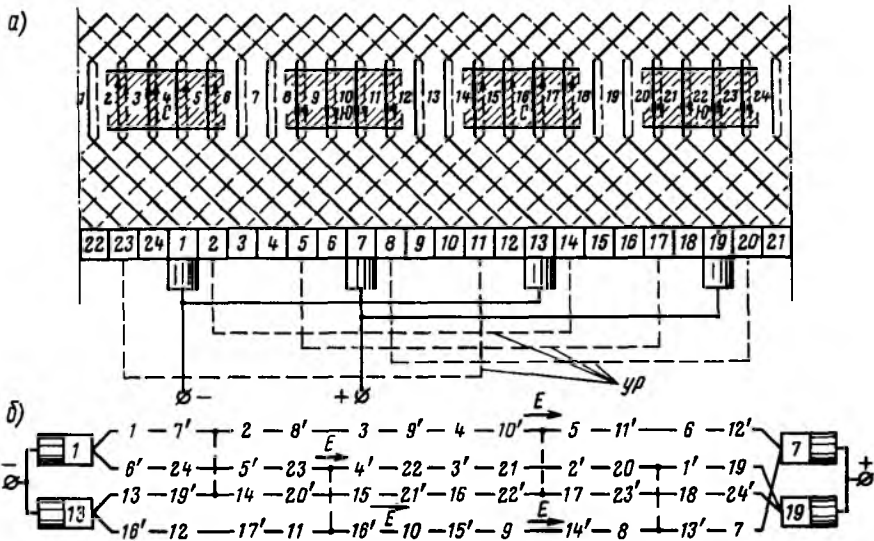 а)
1 2 3 4 5 6 7 8 9 10 11 12 13 14 15 16 17 18 19 20 21 22 23 24
С Ю С Ю
22 23 24 1 2 3 4 5 6 7 8 9 10 11 12 13 14 15 16 17 18 19 20 21
ур
- +
б)
E
1 — 7' 2 — 8' — 3 — 9' — 4 — 10' 5 — 11' — 6 — 12'
- 1 E 7 +
6' — 24 5' — 23 4' — 22 — 3' — 21 2' — 20 1' — 19
13 — 19' 14 — 20' 15 — 21' — 16 — 22' 17 — 23' 18 — 24'
13 E E 19
16' — 12 17' — 11 16' — 10 — 15' — 9 14' — 8 13' — 7